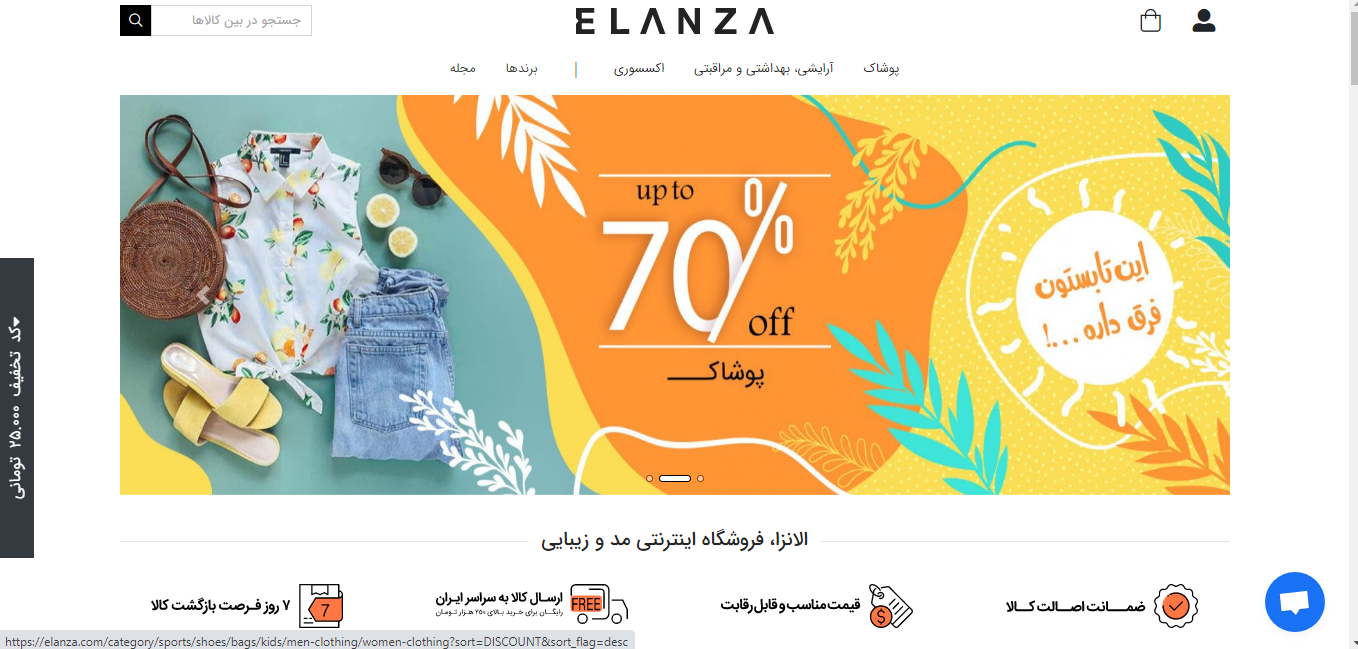 جستجو در بین کالاها
ELANZA
پوشاک
آرایشی، بهداشتی و مراقبتی
اکسسوری
|
برندها
مجله
up to
70%
off
پوشاک
این تابستون
فرق داره...!
کد تخفیف ۲۵,۰۰۰ تومانی
الانزا، فروشگاه اینترنتی مد و زیبایی
ضمانت اصالت کالا
قیمت مناسب و قابل رقابت
$
ارسال کالا به سراسر ایران
رایگان برای خرید بالای ۲۵۰ هزار تومان
FREE
۷ روز فرصت بازگشت کالا
7
https://elanza.com/category/sports/shoes/bags/kids/men-clothing/women-clothing?sort=DISCOUNT&sort_flag=desc